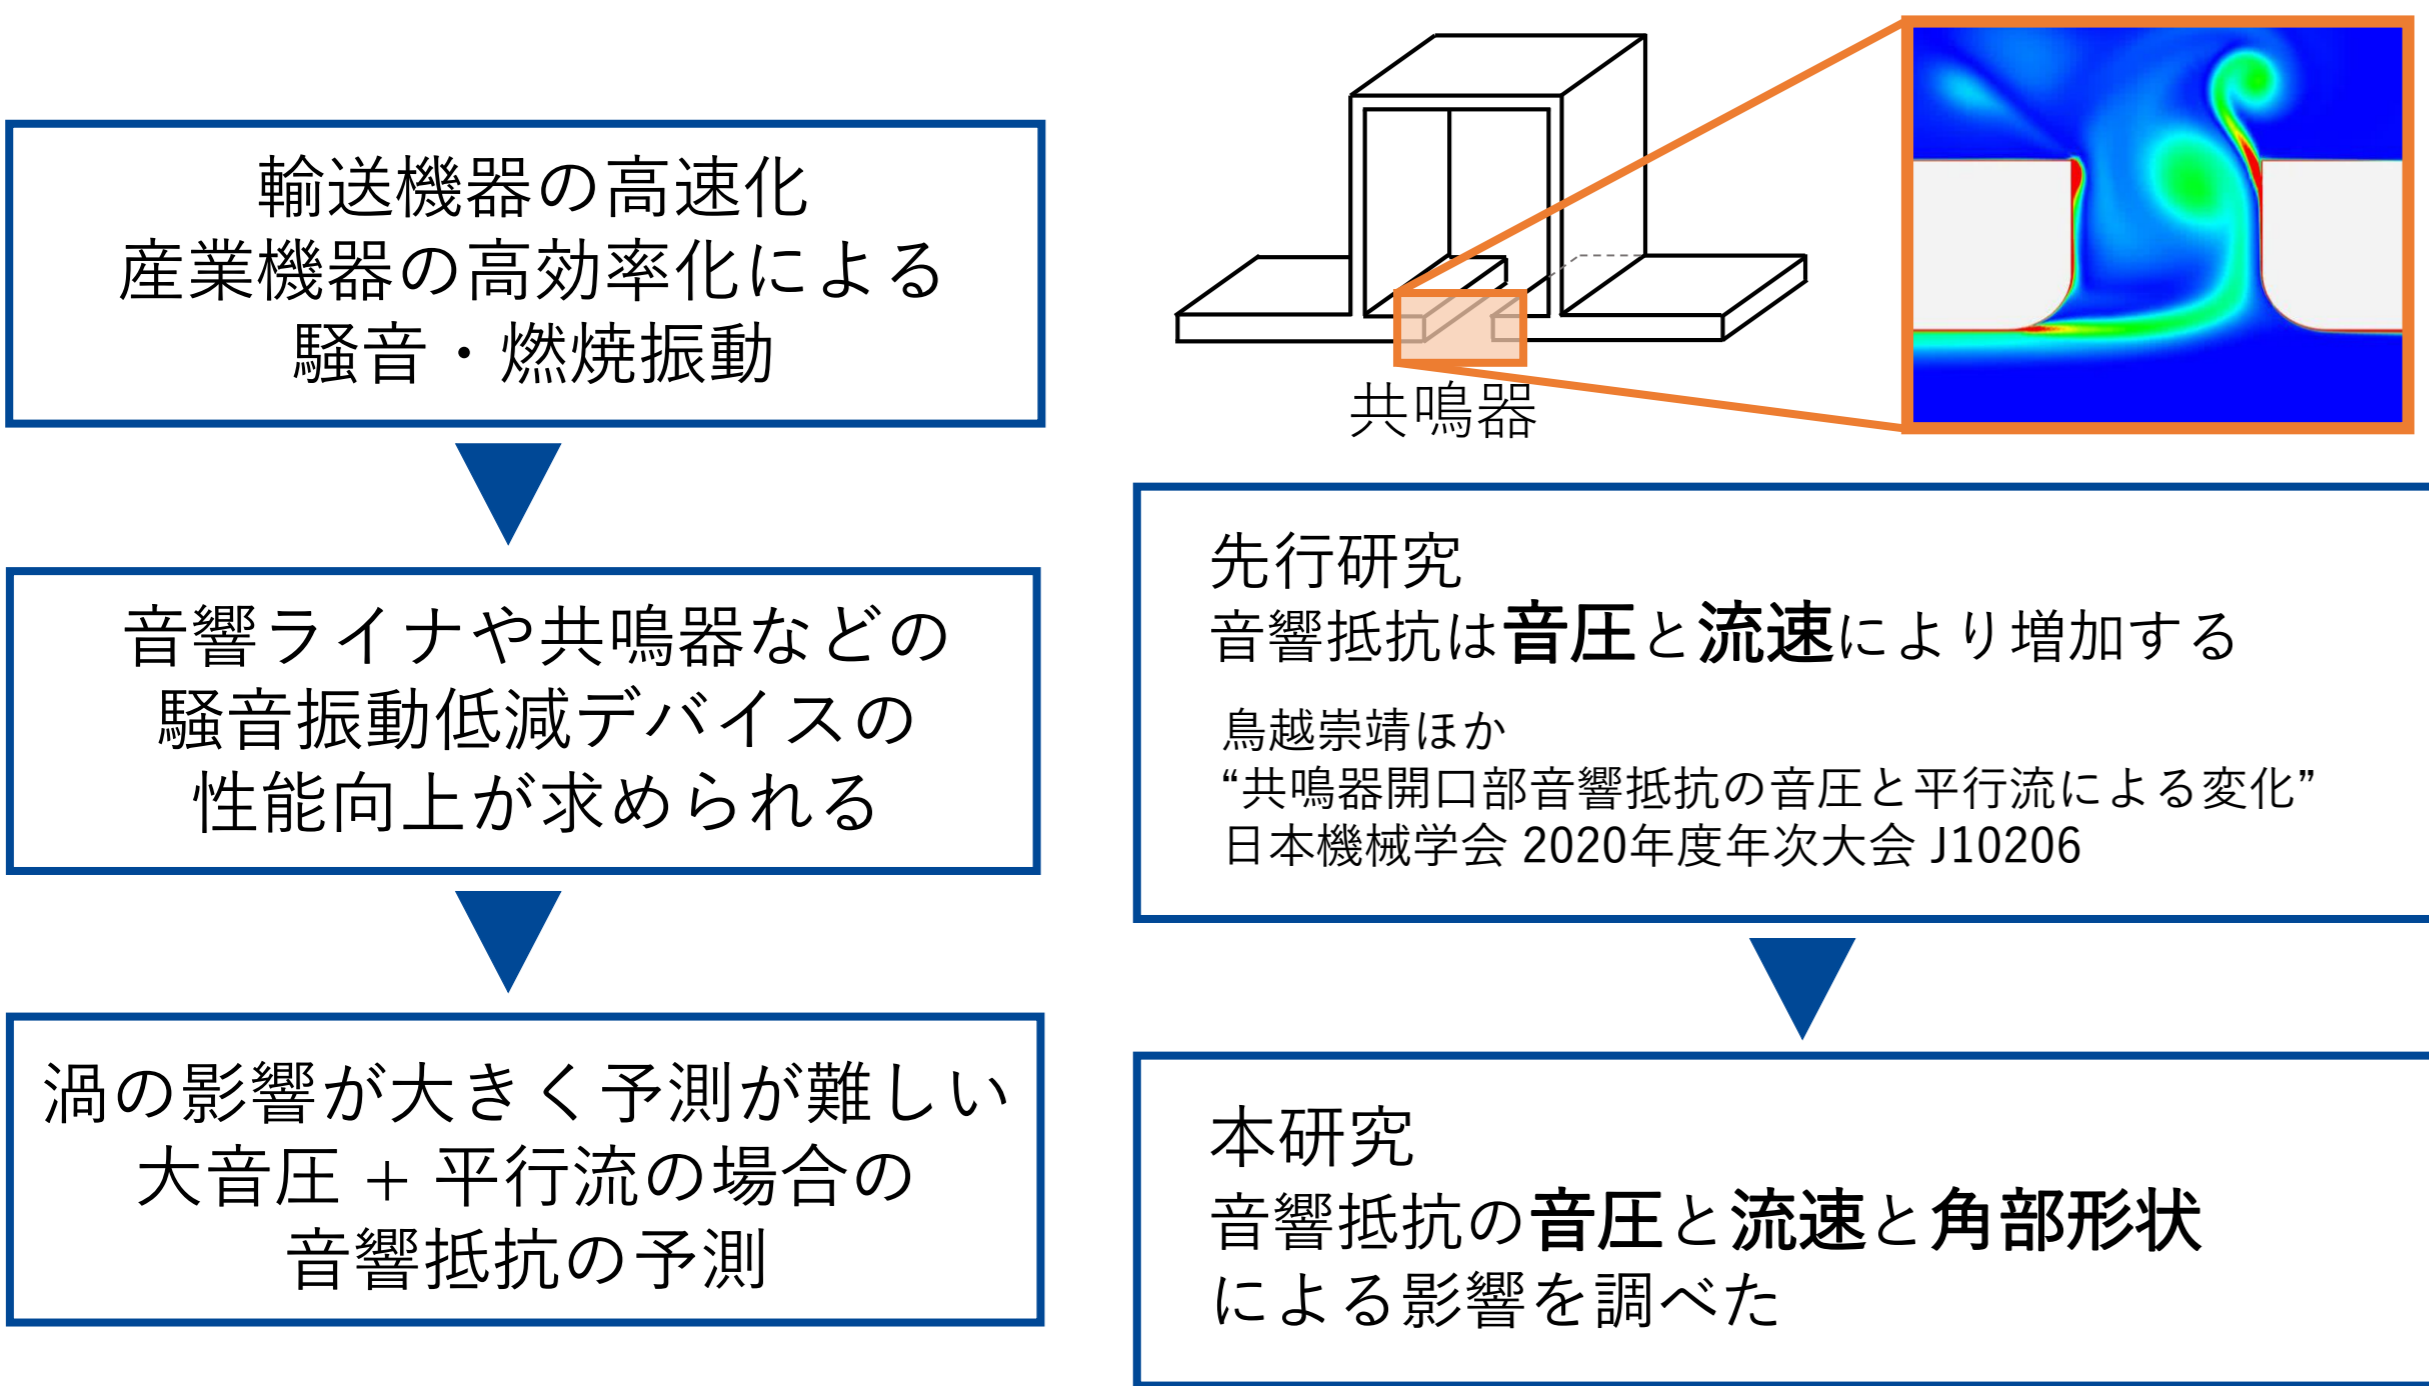 輸送機器の高速化
産業機器の高効率化による
騒音・燃焼振動
音響ライナや共鳴器などの
騒音振動低減デバイスの
性能向上が求められる
渦の影響が大きく予測が難しい
大音圧 + 平行流の場合の
音響抵抗の予測
共鳴器
先行研究
音響抵抗は音圧と流速により増加する
鳥越崇靖ほか
“共鳴器開口部音響抵抗の音圧と平行流による変化”
日本機械学会 2020年度年次大会 J10206
本研究
音響抵抗の音圧と流速と角部形状
による影響を調べた